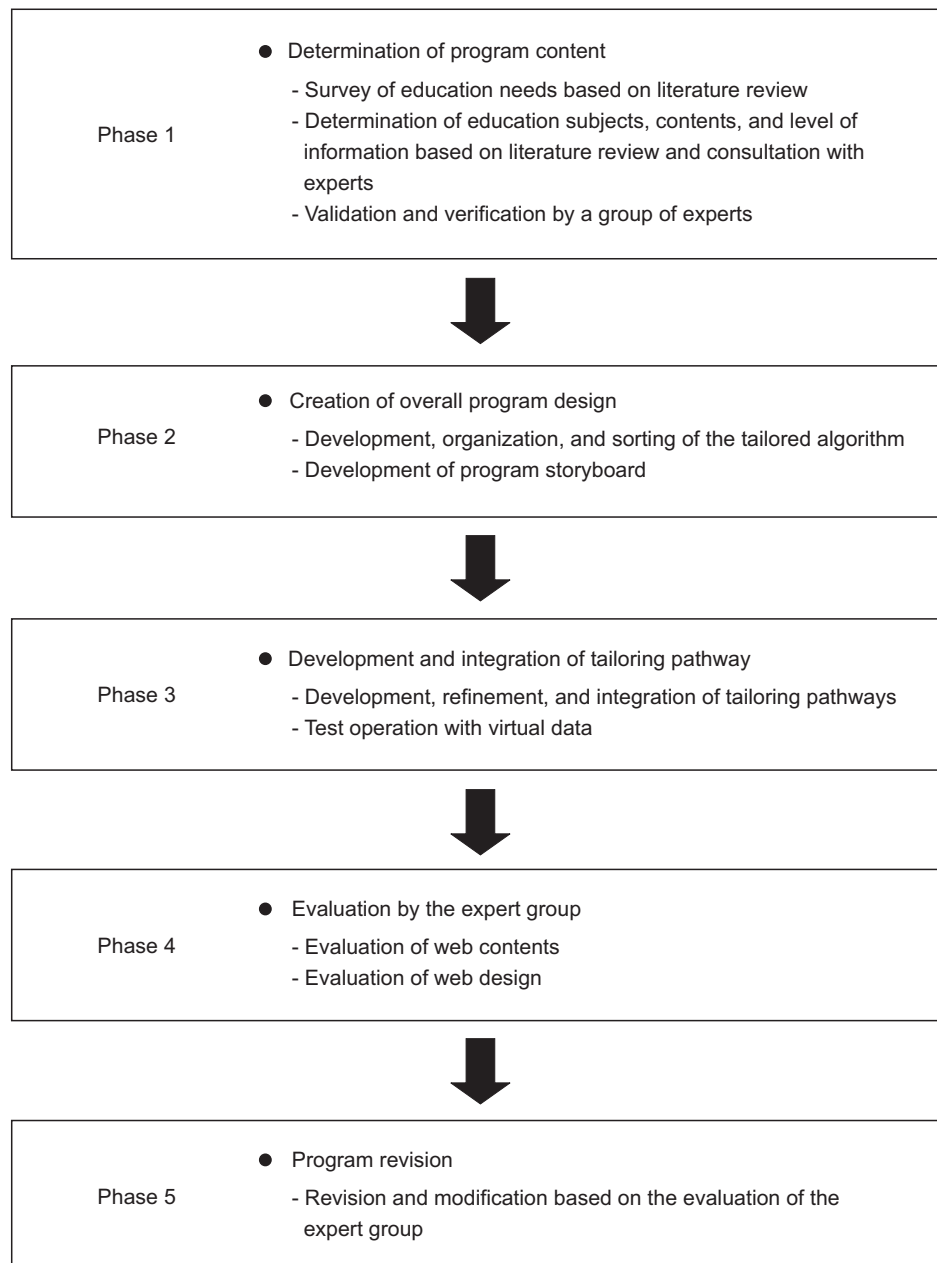 Phase 1
● Determination of program content
- Survey of education needs based on literature review
- Determination of education subjects, contents, and level of
information based on literature review and consultation with
experts
- Validation and verification by a group of experts
Phase 2
● Creation of overall program design
- Development, organization, and sorting of the tailored algorithm
- Development of program storyboard
Phase 3
● Development and integration of tailoring pathway
- Development, refinement, and integration of tailoring pathways
- Test operation with virtual data
Phase 4
● Evaluation by the expert group
- Evaluation of web contents
- Evaluation of web design
Phase 5
● Program revision
- Revision and modification based on the evaluation of the
expert group